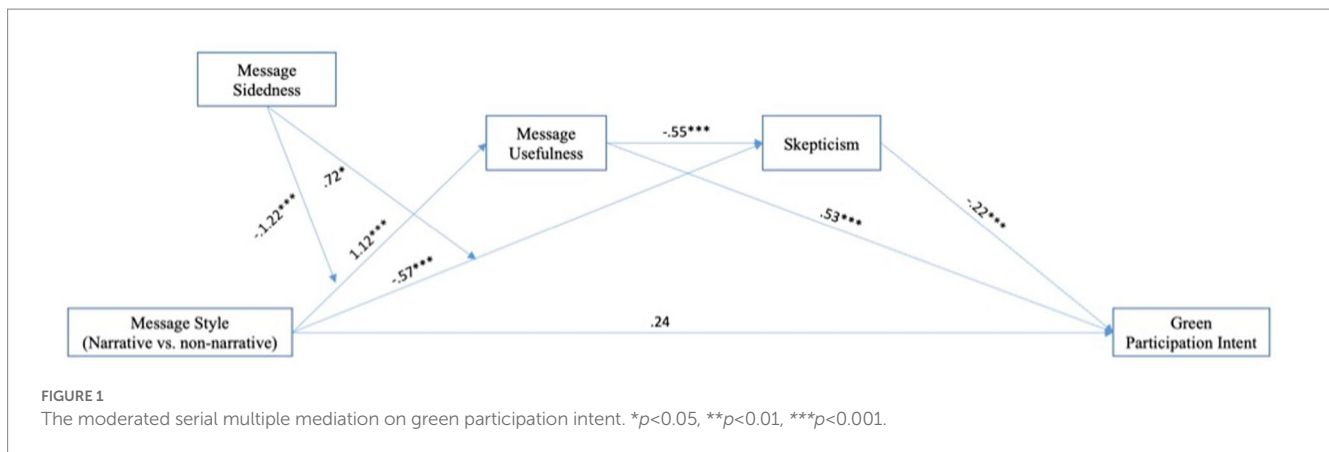 Message
Sidedness
Message
Usefulness
-.55***
Skepticism
.72*
-.1.22***
1.12***
-.57***
.53***
-.22***
Message Style
(Narrative vs. non-narrative)
.24
Green
Participation Intent
FIGURE 1
The moderated serial multiple mediation on green participation intent. *p<0.05, **p<0.01, ***p<0.001.